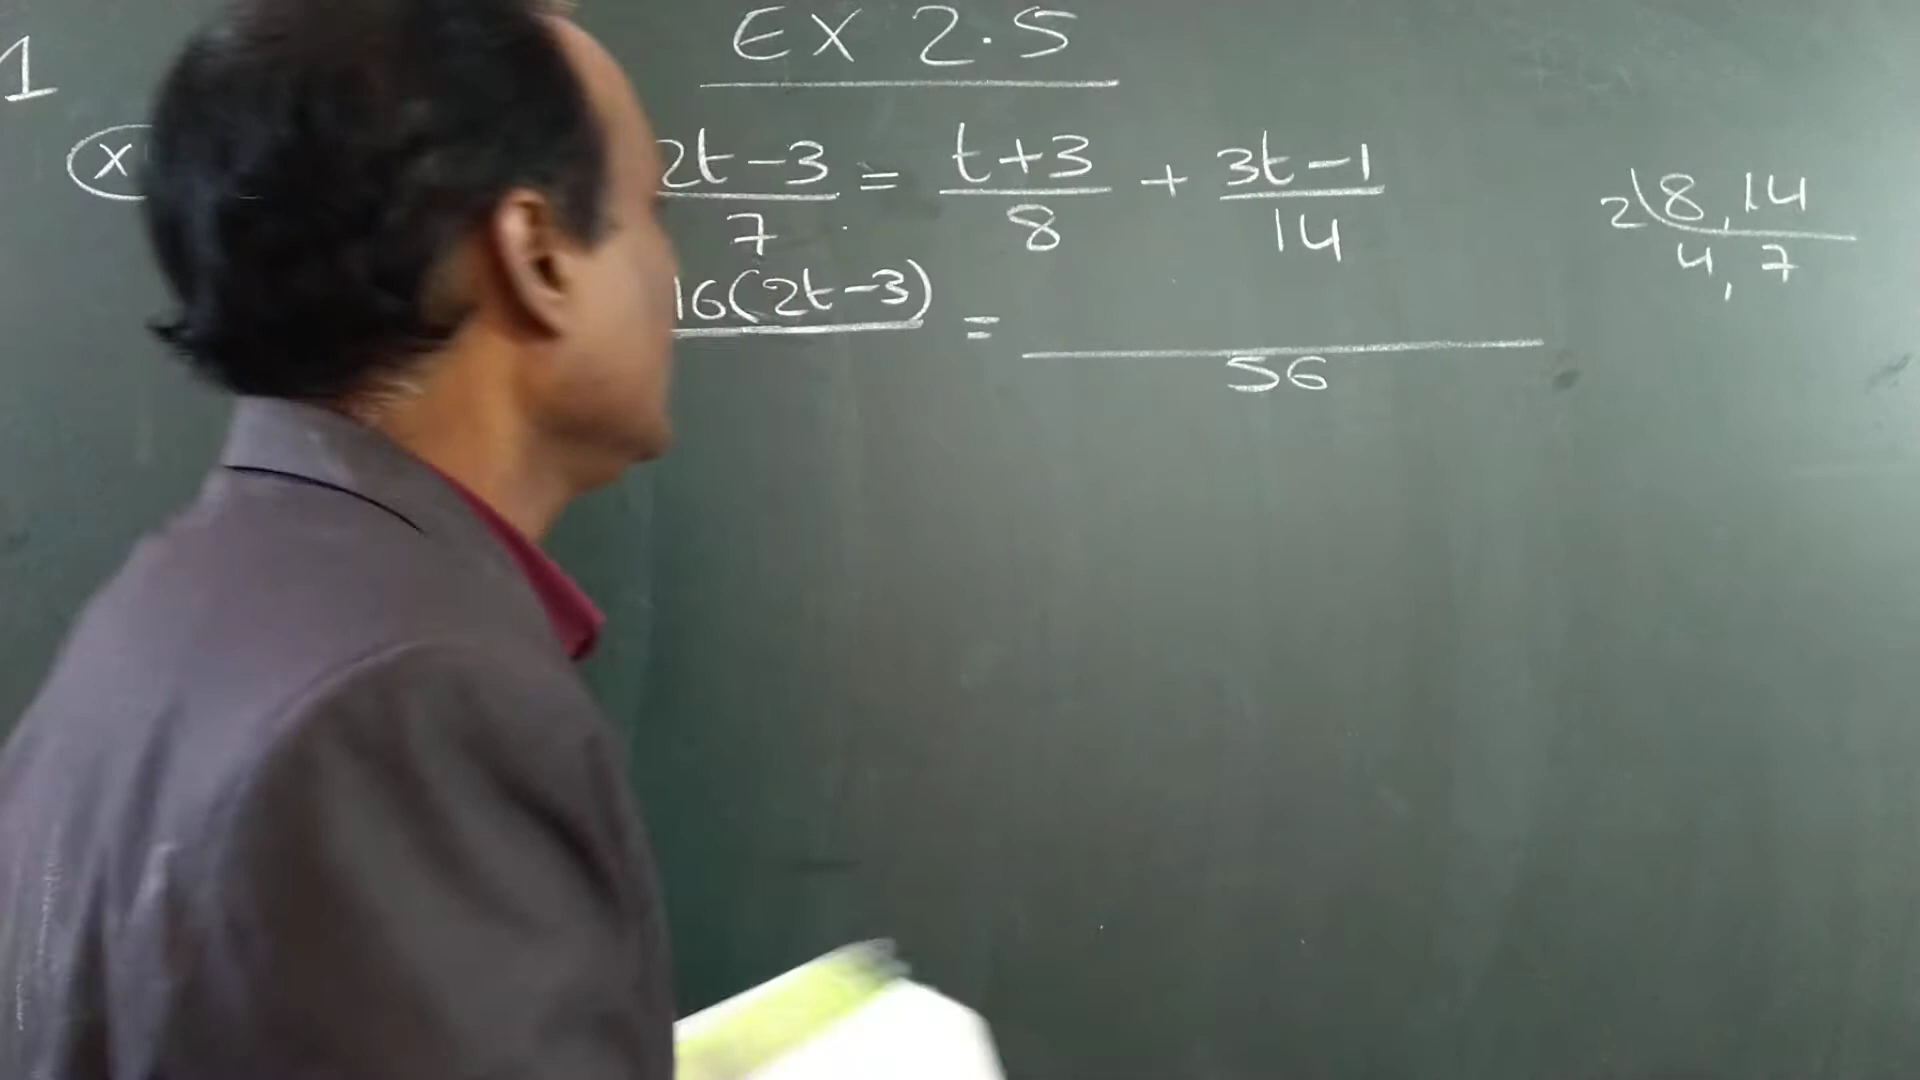 EX 2.5
1
(x
2t-3/7 = t+3/8 + 3t-1/14
2)8, 14
4, 7
16(2t-3) = /56